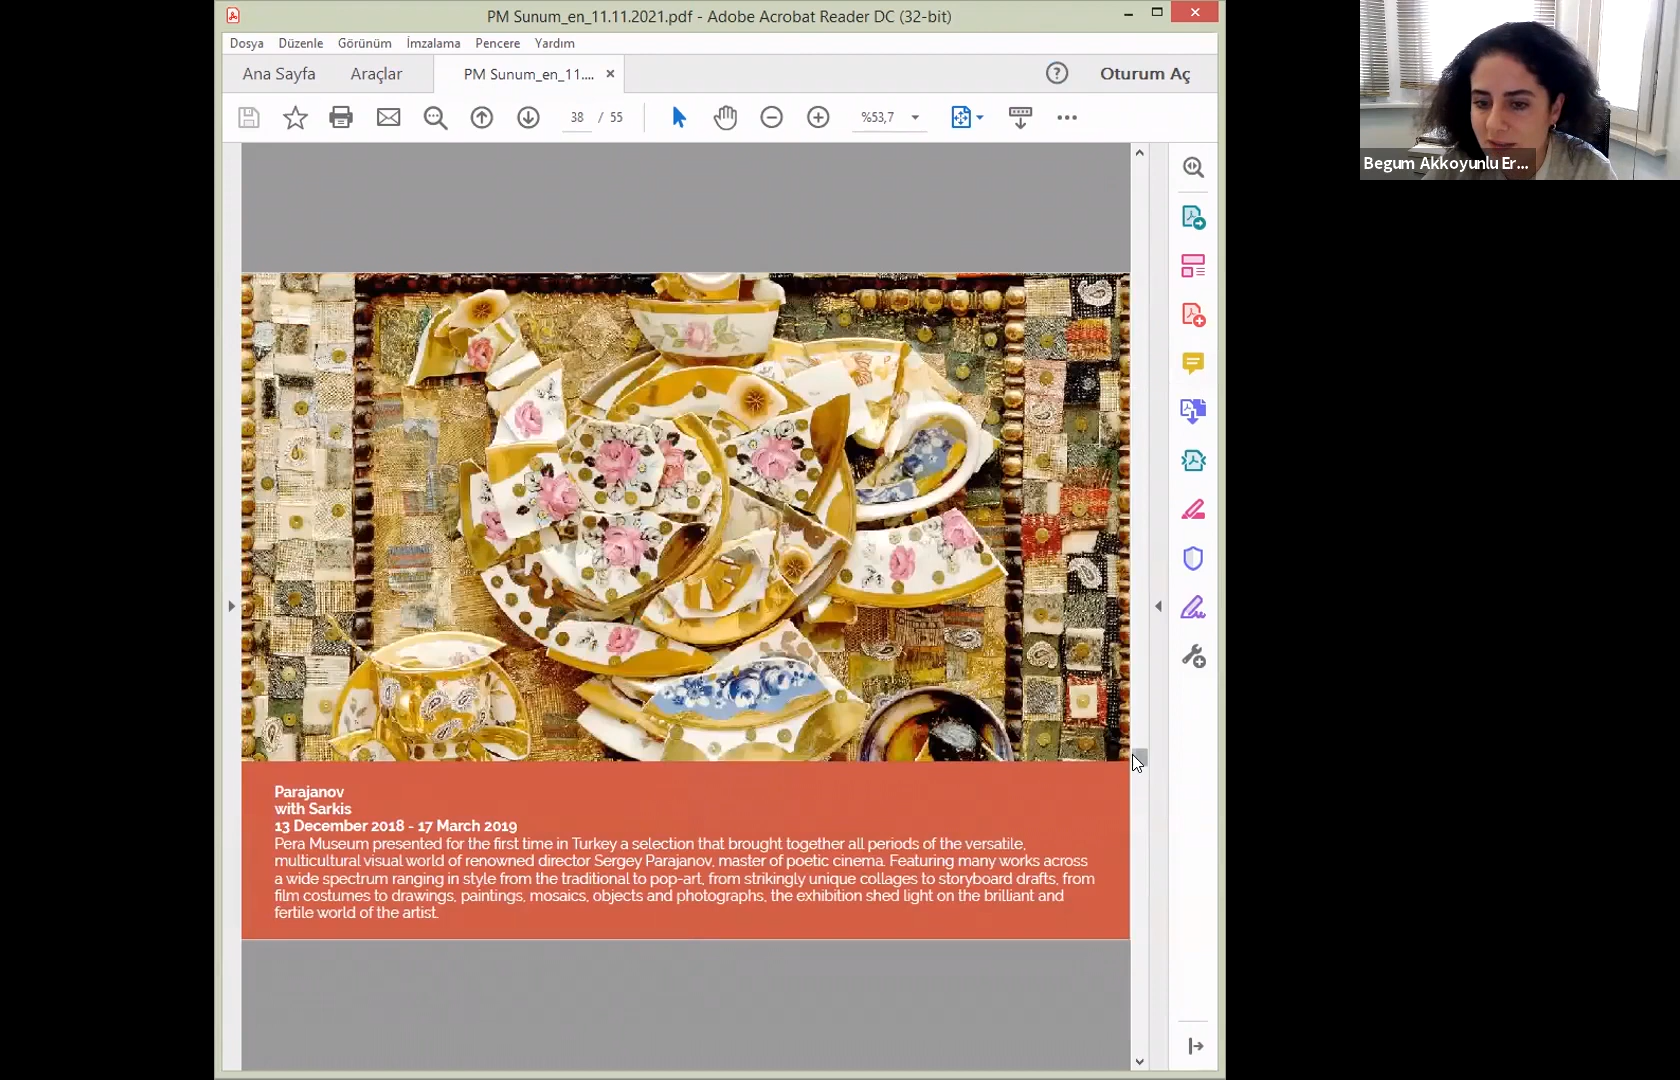 PM Sunum_en_11.11.2021.pdf - Adobe Acrobat Reader DC (32-bit)
Dosya Düzenle Görünüm İmzalama Pencere Yardım
Ana Sayfa Araçlar PM Sunum_en_11.... Oturum Aç
38 / 55 %53,7
Begum Akkoyunlu Er...
Parajanov
with Sarkis
13 December 2018 - 17 March 2019
Pera Museum presented for the first time in Turkey a selection that brought together all periods of the versatile,
multicultural visual world of renowned director Sergey Parajanov, master of poetic cinema. Featuring many works across
a wide spectrum ranging in style from the traditional to pop-art, from strikingly unique collages to storyboard drafts, from
film costumes to drawings, paintings, mosaics, objects and photographs, the exhibition shed light on the brilliant and
fertile world of the artist.